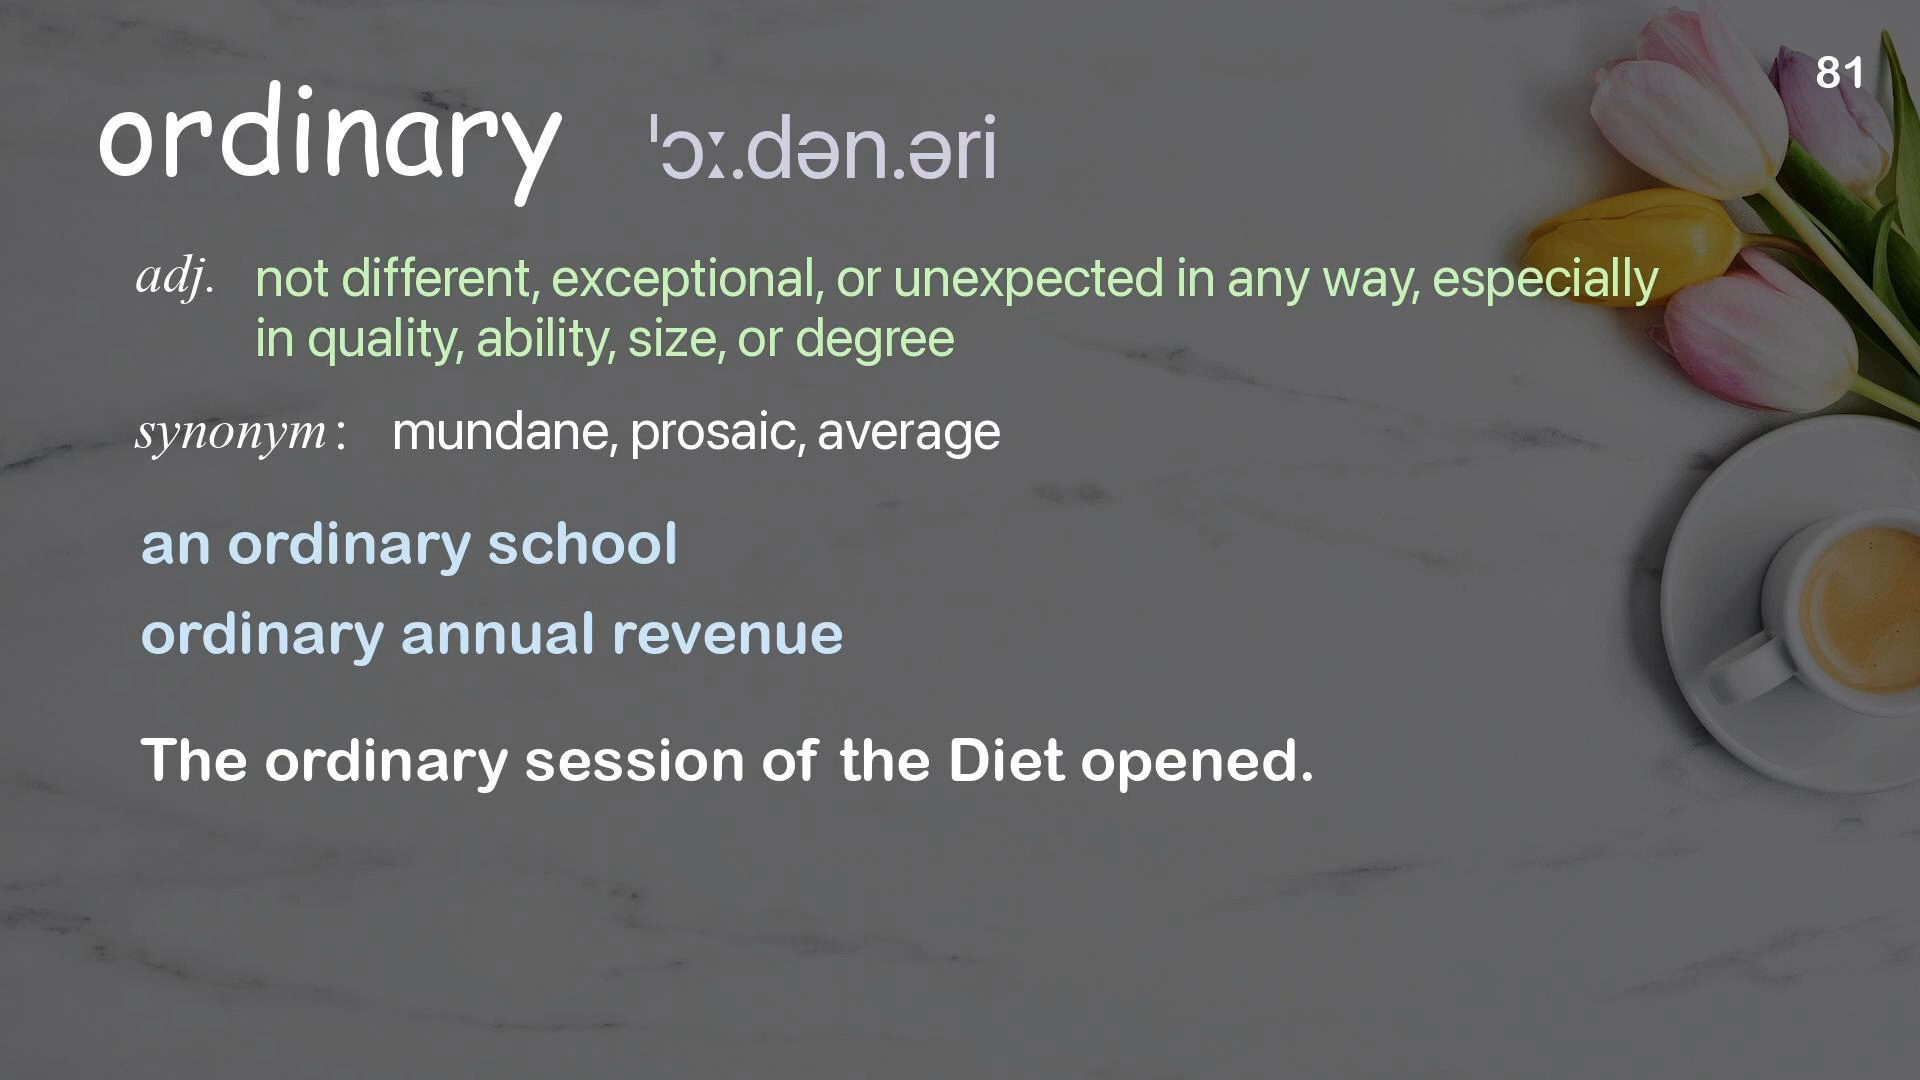 81
ordinary ˈɔː.dən.əri
adj. not different, exceptional, or unexpected in any way, especially
in quality, ability, size, or degree
synonym: mundane, prosaic, average
an ordinary school
ordinary annual revenue
The ordinary session of the Diet opened.